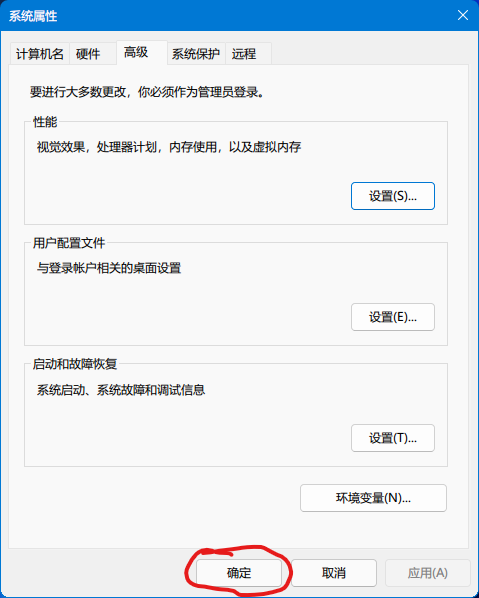 系统属性
计算机名 硬件 高级 系统保护 远程
要进行大多数更改，你必须作为管理员登录。
性能
视觉效果，处理器计划，内存使用，以及虚拟内存
设置(S)...
用户配置文件
与登录帐户相关的桌面设置
设置(E)...
启动和故障恢复
系统启动、系统故障和调试信息
设置(T)...
环境变量(N)...
确定 取消 应用(A)